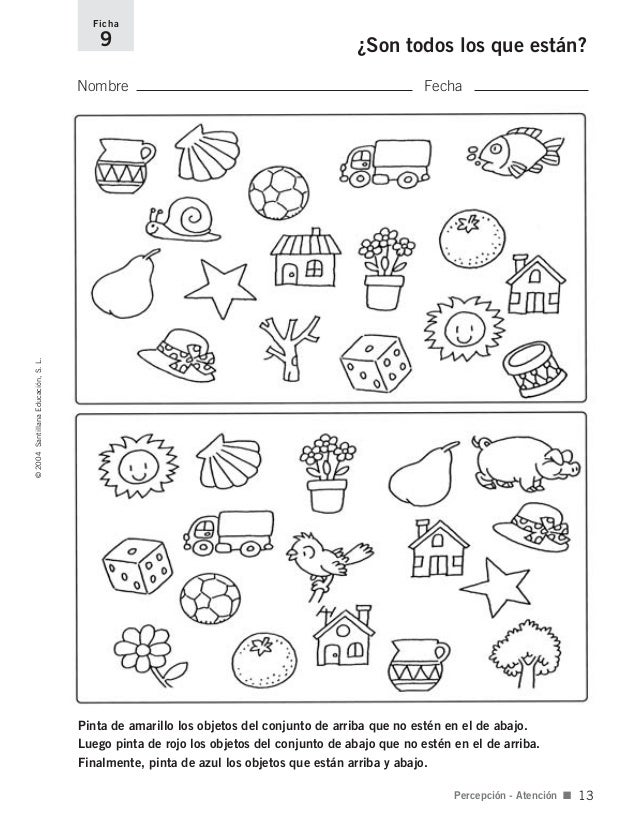 Ficha
9
¿Son todos los que están?
Nombre
Fecha
© 2004 Santillana Educación, S. L.
Pinta de amarillo los objetos del conjunto de arriba que no estén en el de abajo.
Luego pinta de rojo los objetos del conjunto de abajo que no estén en el de arriba.
Finalmente, pinta de azul los objetos que están arriba y abajo.
Percepción - Atención ■ 13